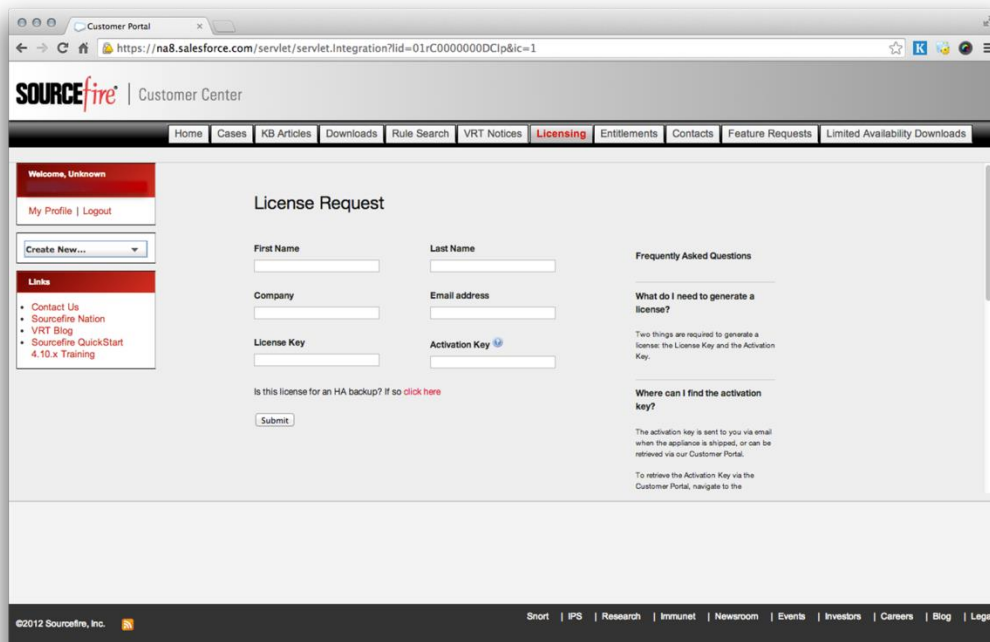 Customer Portal
https://na8.salesforce.com/servlet/servlet.Integration?lid=01rC0000000DCIp&ic=1
K
SOURCEfire® | Customer Center
Home Cases KB Articles Downloads Rule Search VRT Notices Licensing Entitlements Contacts Feature Requests Limited Availability Downloads
Welcome, Unknown
My Profile | Logout
Create New...
Links
• Contact Us
• Sourcefire Nation
• VRT Blog
• Sourcefire QuickStart
4.10.x Training
License Request
First Name
Last Name
Company
Email address
License Key
Activation Key ?
Is this license for an HA backup? If so click here
Submit
Frequently Asked Questions
What do I need to generate a
license?
Two things are required to generate a
license: the License Key and the Activation
Key.
Where can I find the activation
key?
The activation key is sent to you via email
when the appliance is shipped, or can be
retrieved via our Customer Portal.
To retrieve the Activation Key via the
Customer Portal, navigate to the
©2012 Sourcefire, Inc.
Snort | IPS | Research | Immunet | Newsroom | Events | Investors | Careers | Blog | Lega